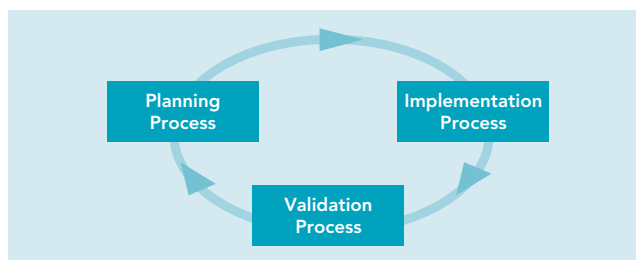 Planning
Process
Implementation
Process
Validation
Process